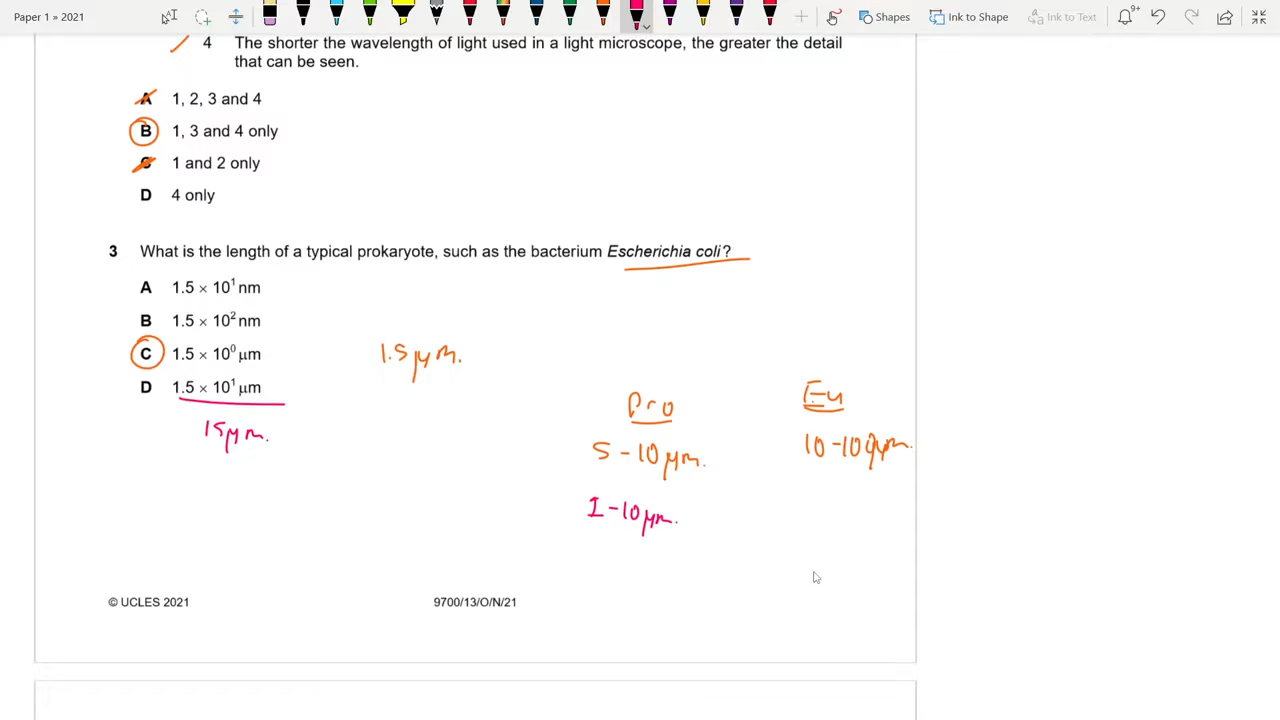 Paper 1 » 2021
Shapes
Ink to Shape
Ink to Text
9+
4 The shorter the wavelength of light used in a light microscope, the greater the detail
that can be seen.
A 1, 2, 3 and 4
B 1, 3 and 4 only
C 1 and 2 only
D 4 only
3 What is the length of a typical prokaryote, such as the bacterium Escherichia coli?
A 1.5 × 10¹ nm
B 1.5 × 10² nm
C 1.5 × 10⁰ µm
1.5 µm.
D 1.5 × 10¹ µm
15 µm.
Pro
Eu
5 - 10 µm.
10 - 100 µm.
1 - 10 µm.
© UCLES 2021
9700/13/O/N/21